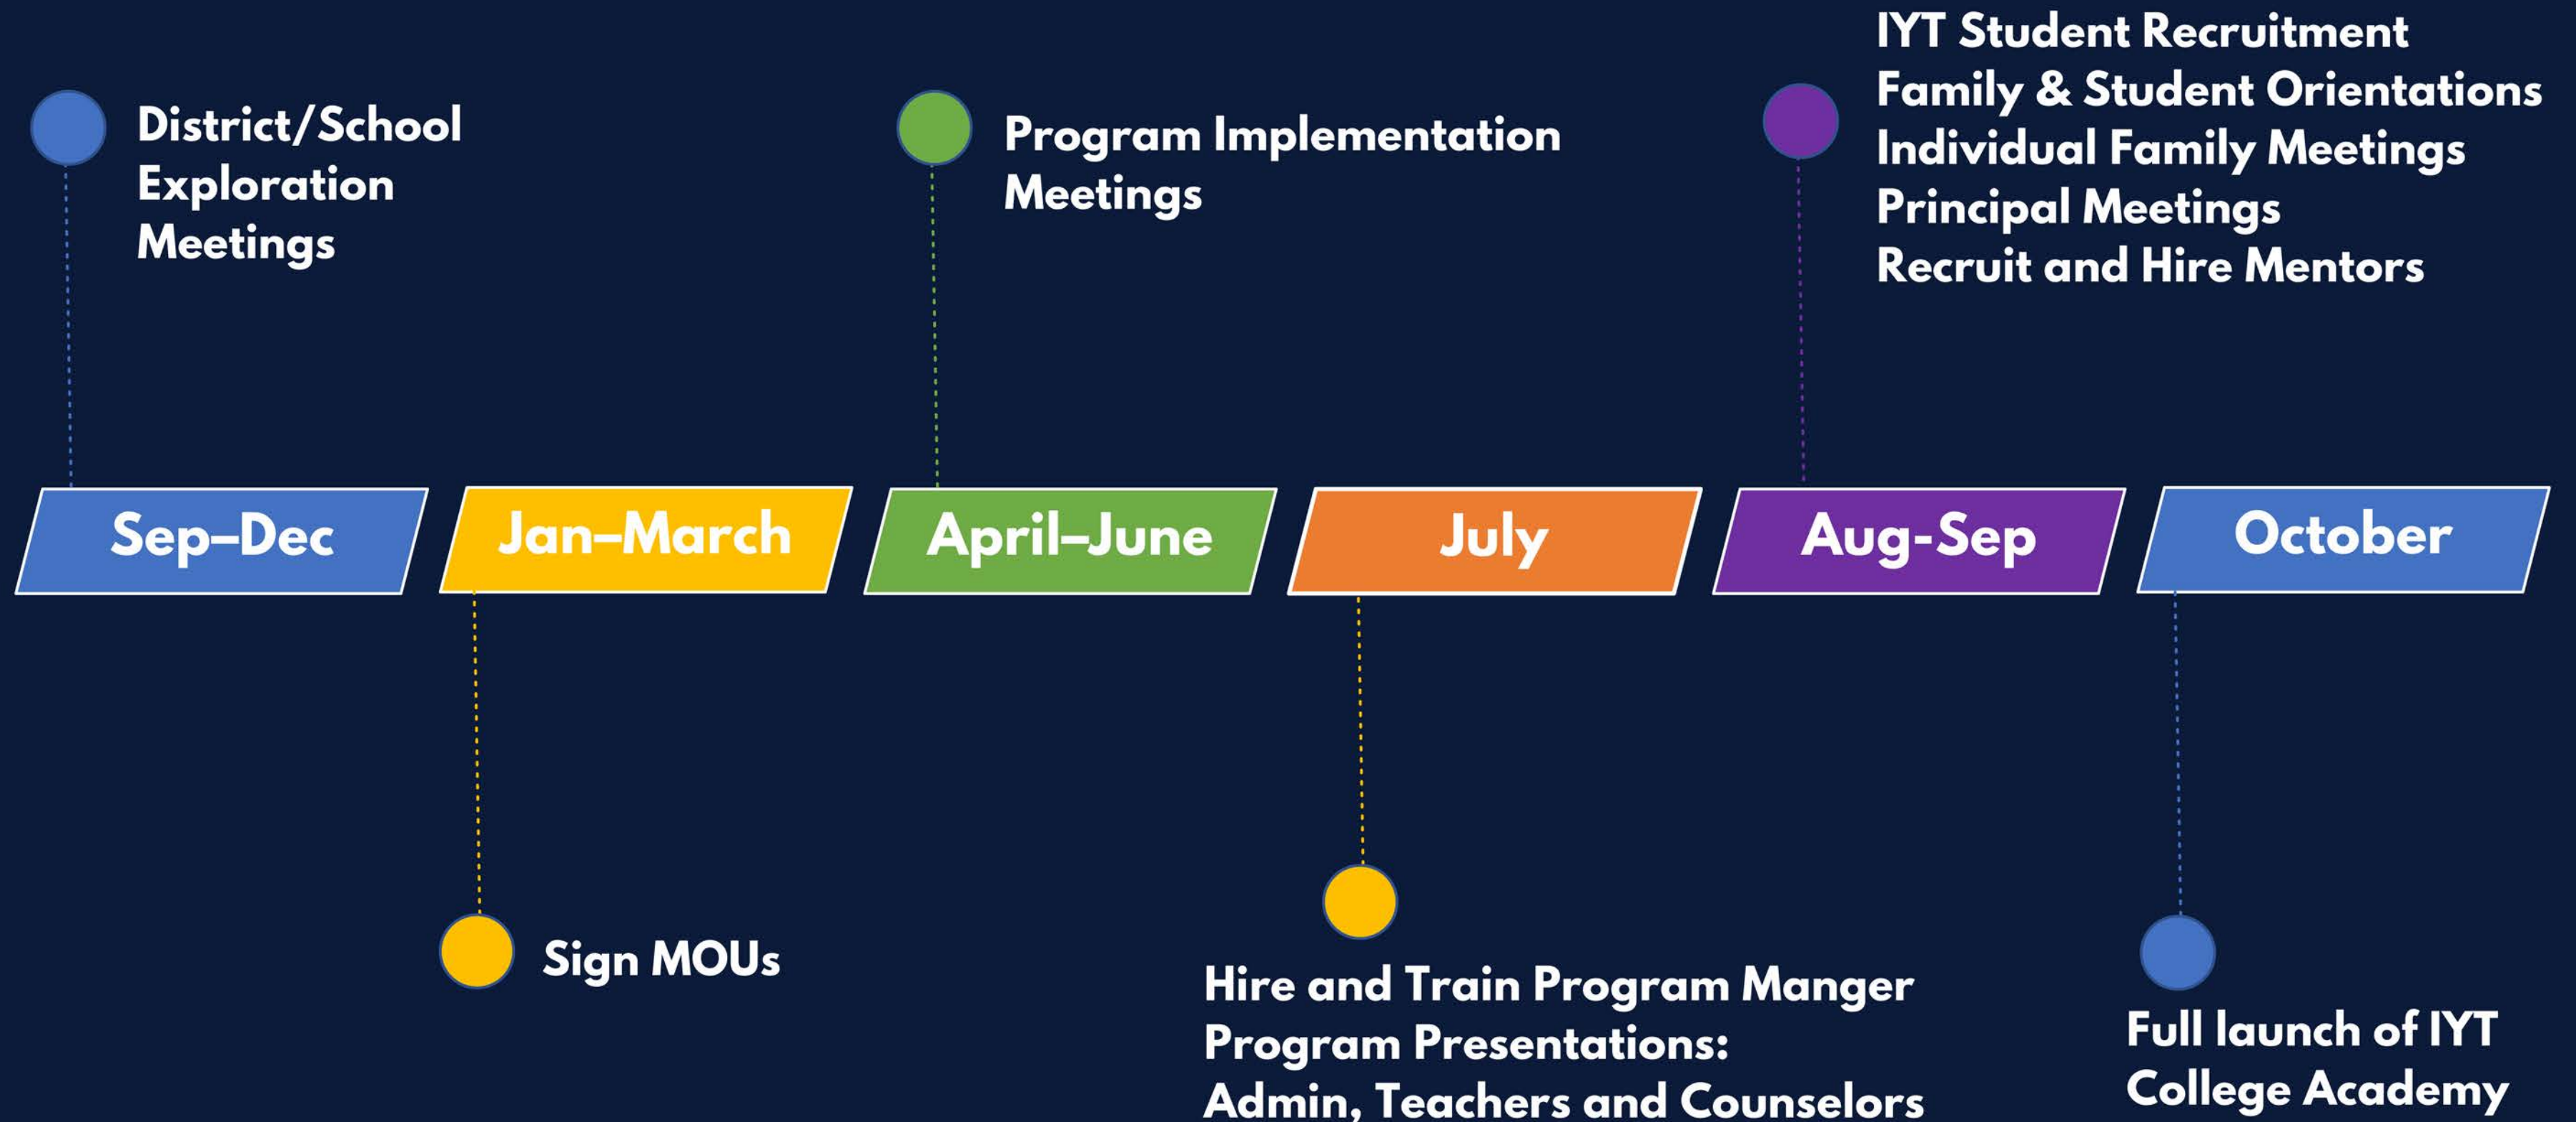 District/School
Exploration
Meetings
Program Implementation
Meetings
IYT Student Recruitment
Family & Student Orientations
Individual Family Meetings
Principal Meetings
Recruit and Hire Mentors
Sep–Dec
Jan–March
April–June
July
Aug-Sep
October
Sign MOUs
Hire and Train Program Manger
Program Presentations:
Admin, Teachers and Counselors
Full launch of IYT
College Academy